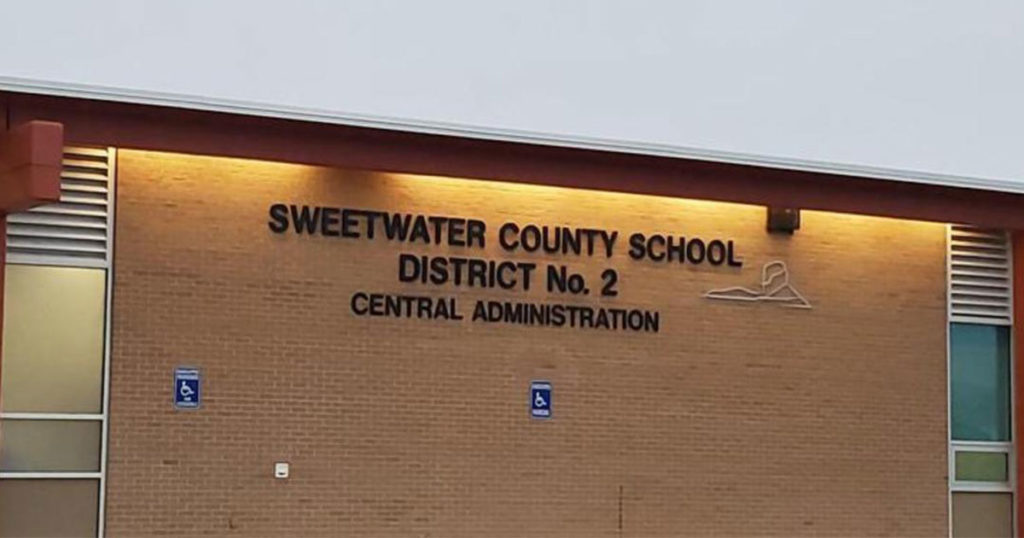 SWEETWATER COUNTY SCHOOL
DISTRICT No. 2
CENTRAL ADMINISTRATION